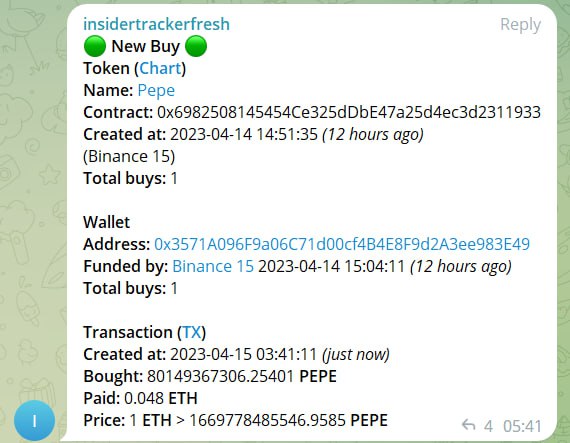 insidertrackerfresh Reply
🟢 New Buy 🟢
Token (Chart)
Name: Pepe
Contract: 0x6982508145454Ce325dDbE47a25d4ec3d2311933
Created at: 2023-04-14 14:51:35 (12 hours ago)
(Binance 15)
Total buys: 1
Wallet
Address: 0x3571A096F9a06C71d00cf4B4E8F9d2A3ee983E49
Funded by: Binance 15 2023-04-14 15:04:11 (12 hours ago)
Total buys: 1
Transaction (TX)
Created at: 2023-04-15 03:41:11 (just now)
Bought: 80149367306.25401 PEPE
Paid: 0.048 ETH
Price: 1 ETH > 1669778485546.9585 PEPE
I
4 05:41